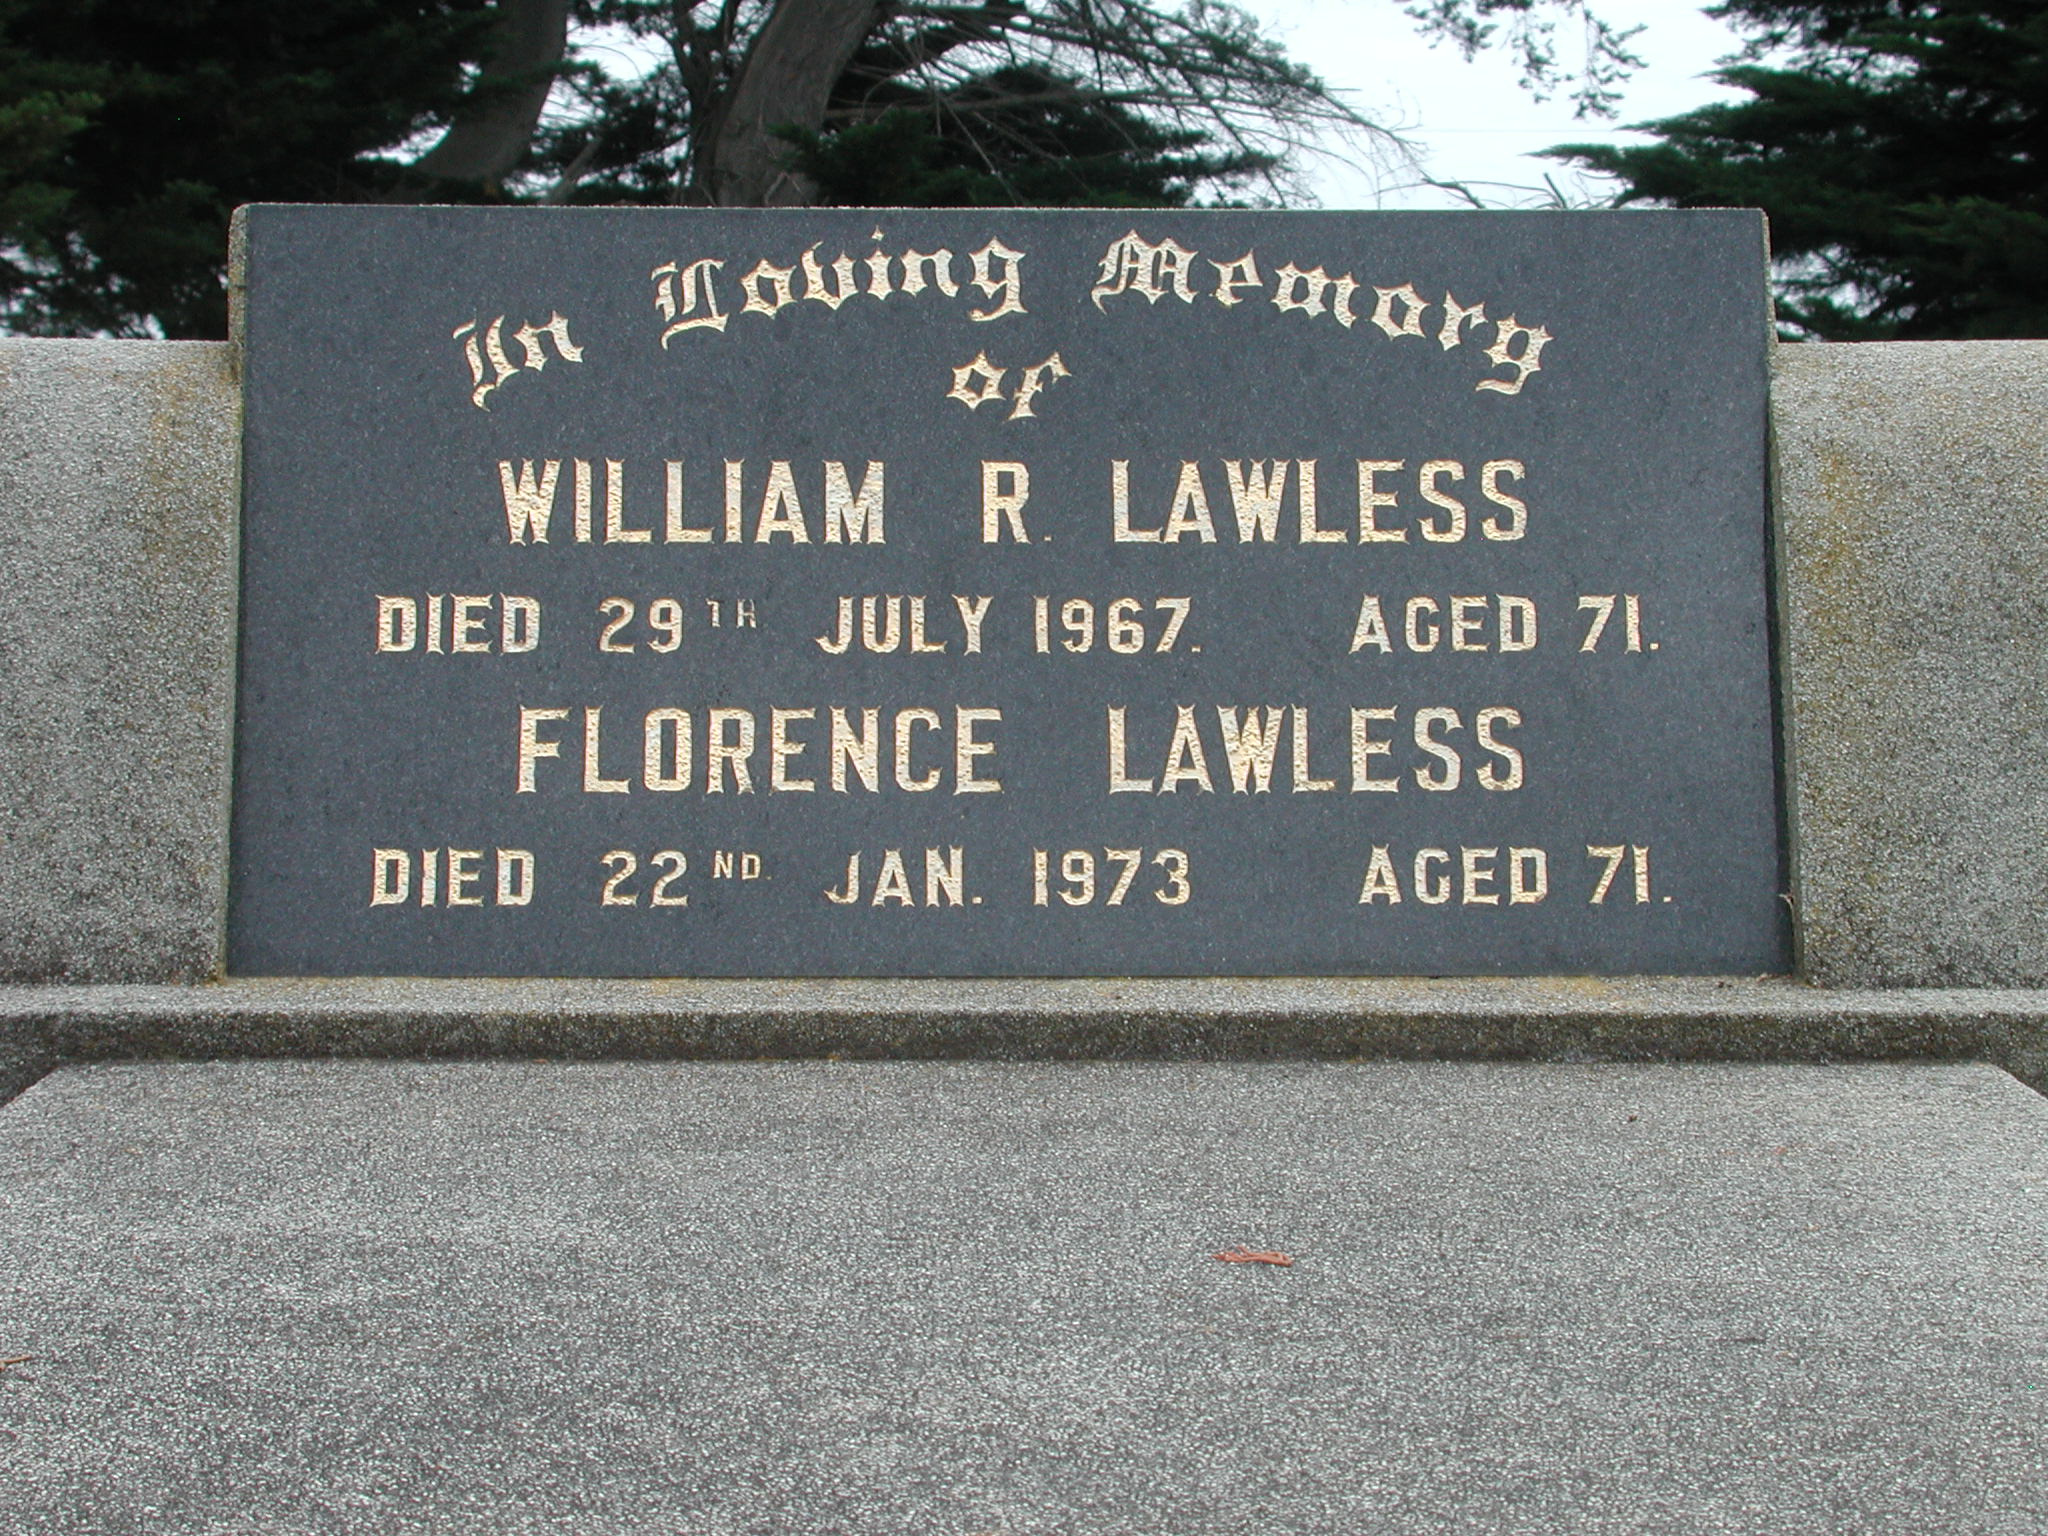 In Loving Memory
of
WILLIAM R. LAWLESS
DIED 29TH JULY 1967. AGED 71.
FLORENCE LAWLESS
DIED 22ND. JAN. 1973 AGED 71.